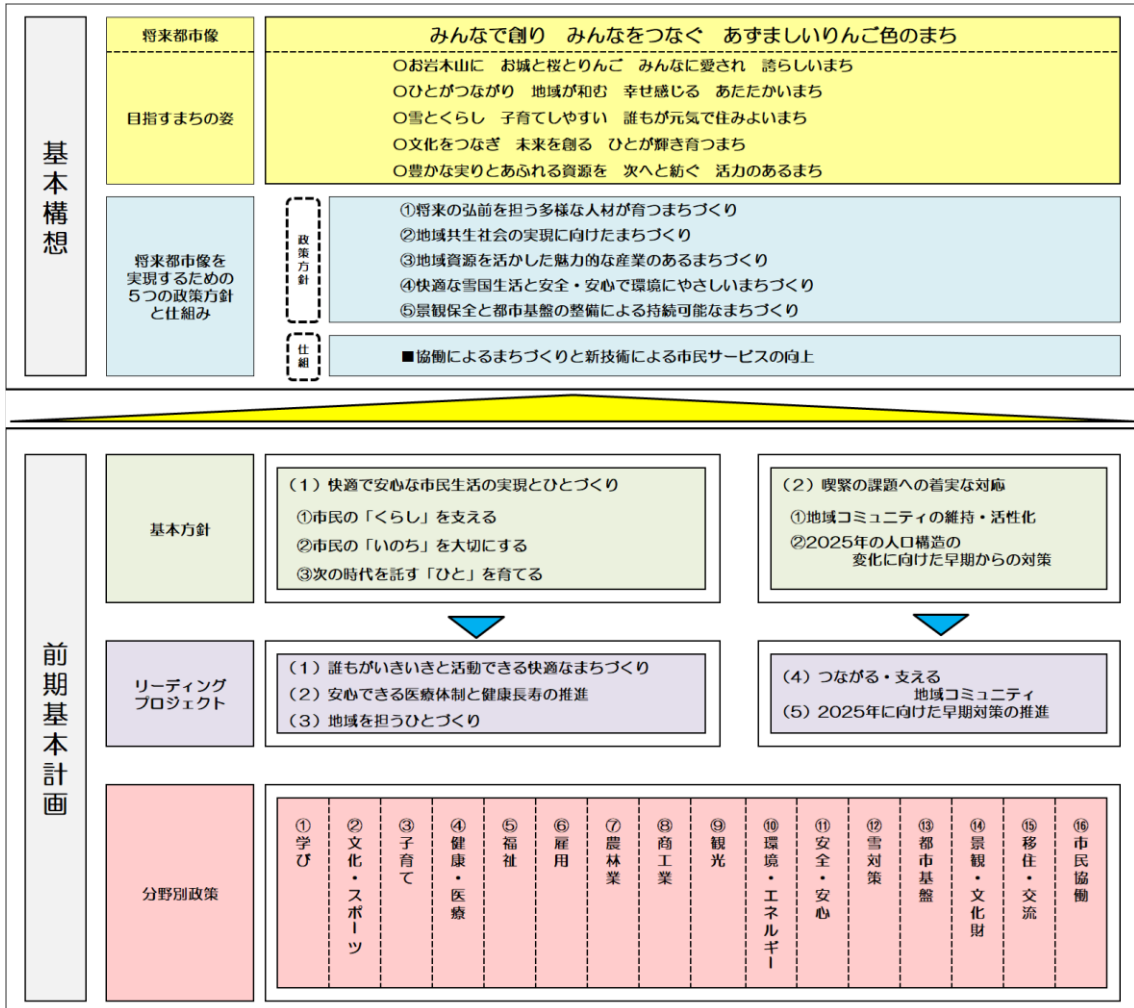 基本構想
将来都市像
みんなで創り　みんなをつなぐ　あずましいりんご色のまち
目指すまちの姿
〇お岩木山に　お城と桜とりんご　みんなに愛され　誇らしいまち
〇ひとがつながり　地域が和む　幸せ感じる　あたたかいまち
〇雪とくらし　子育てしやすい　誰もが元気で住みよいまち
〇文化をつなぎ　未来を創る　ひとが輝き育つまち
〇豊かな実りとあふれる資源を　次へと紡ぐ　活力のあるまち
将来都市像を
実現するための
５つの政策方針
と仕組み
政策方針
①将来の弘前を担う多様な人材が育つまちづくり
②地域共生社会の実現に向けたまちづくり
③地域資源を活かした魅力的な産業のあるまちづくり
④快適な雪国生活と安全・安心で環境にやさしいまちづくり
⑤景観保全と都市基盤の整備による持続可能なまちづくり
仕組
■協働によるまちづくりと新技術による市民サービスの向上
前期基本計画
基本方針
（１）快適で安心な市民生活の実現とひとづくり
①市民の「くらし」を支える
②市民の「いのち」を大切にする
③次の時代を託す「ひと」を育てる
（２）喫緊の課題への着実な対応
①地域コミュニティの維持・活性化
②2025年の人口構造の
変化に向けた早期からの対策
リーディング
プロジェクト
（１）誰もがいきいきと活動できる快適なまちづくり
（２）安心できる医療体制と健康長寿の推進
（３）地域を担うひとづくり
（４）つながる・支える
地域コミュニティ
（５）2025年に向けた早期対策の推進
分野別政策
①学び
②文化・スポーツ
③子育て
④健康・医療
⑤福祉
⑥雇用
⑦農林業
⑧商工業
⑨観光
⑩環境・エネルギー
⑪安全・安心
⑫雪対策
⑬都市基盤
⑭景観・文化財
⑮移住・交流
⑯市民協働